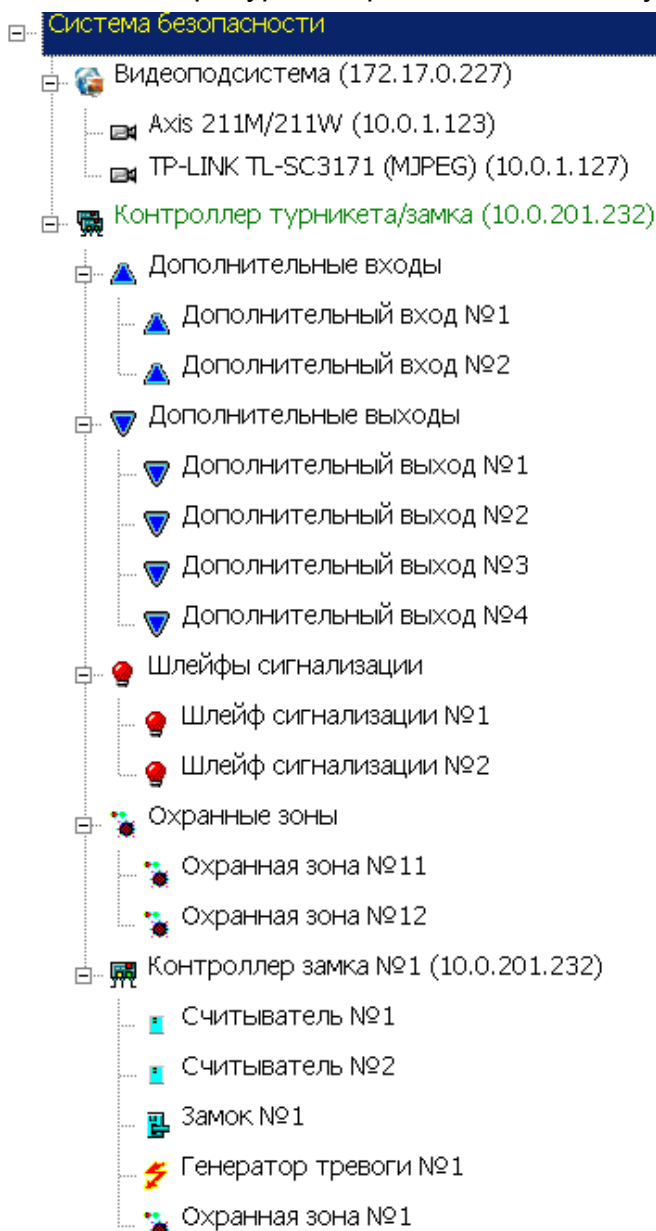 Система безопасности
Видеоподсистема (172.17.0.227)
Axis 211M/211W (10.0.1.123)
TP-LINK TL-SC3171 (MJPEG) (10.0.1.127)
Контроллер турникета/замка (10.0.201.232)
Дополнительные входы
Дополнительный вход №1
Дополнительный вход №2
Дополнительные выходы
Дополнительный выход №1
Дополнительный выход №2
Дополнительный выход №3
Дополнительный выход №4
Шлейфы сигнализации
Шлейф сигнализации №1
Шлейф сигнализации №2
Охранные зоны
Охранная зона №11
Охранная зона №12
Контроллер замка №1 (10.0.201.232)
Считыватель №1
Считыватель №2
Замок №1
Генератор тревоги №1
Охранная зона №1